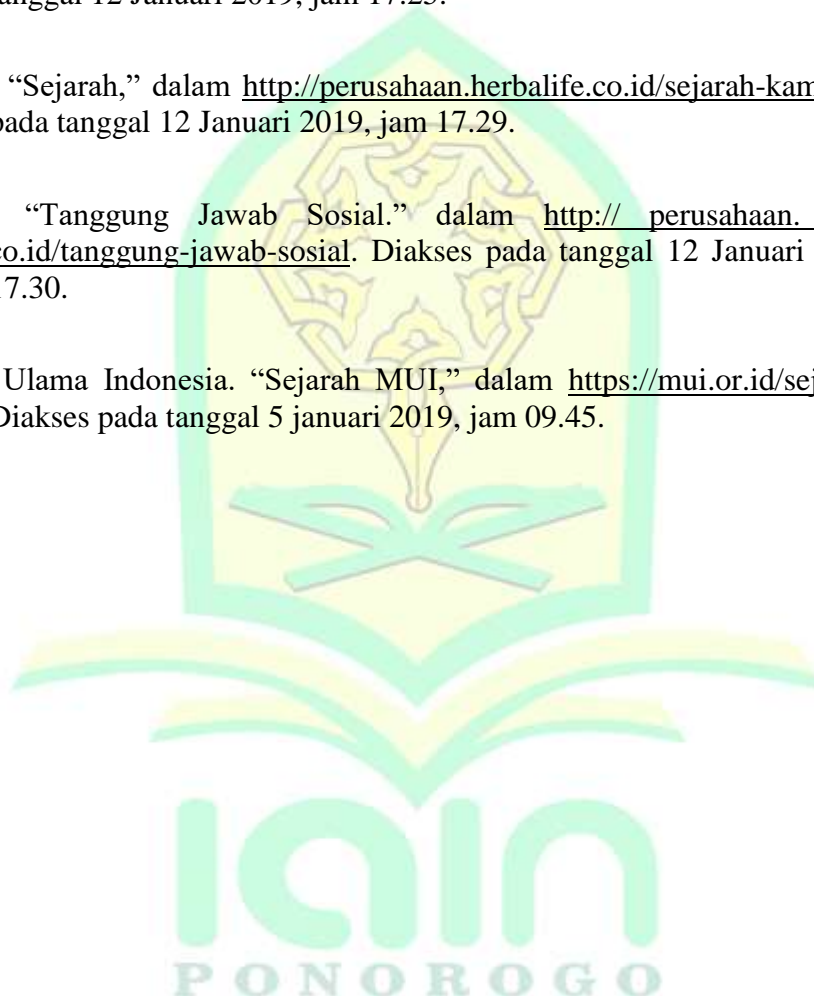 anggal 12 Januari 2019, jam 17.25.
“Sejarah,” dalam http://perusahaan.herbalife.co.id/sejarah-kam
pada tanggal 12 Januari 2019, jam 17.29.
“Tanggung Jawab Sosial.” dalam http:// perusahaan.
co.id/tanggung-jawab-sosial. Diakses pada tanggal 12 Januari
17.30.
Ulama Indonesia. “Sejarah MUI,” dalam https://mui.or.id/sej
Diakses pada tanggal 5 januari 2019, jam 09.45.
iain
PONOROGO